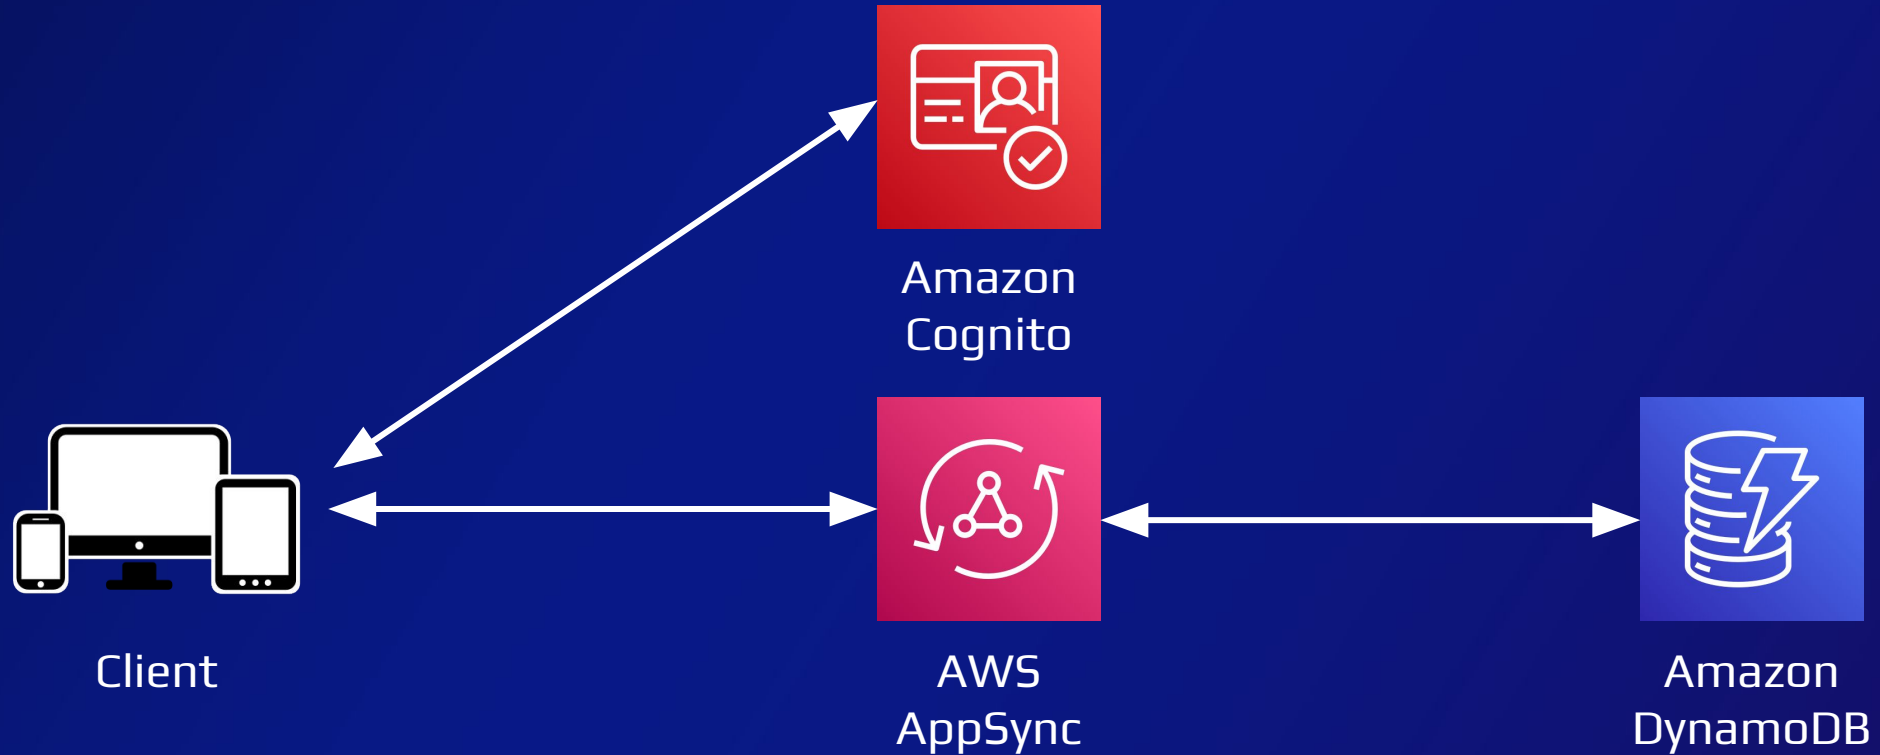 Amazon
Cognito
Client
AWS
AppSync
Amazon
DynamoDB